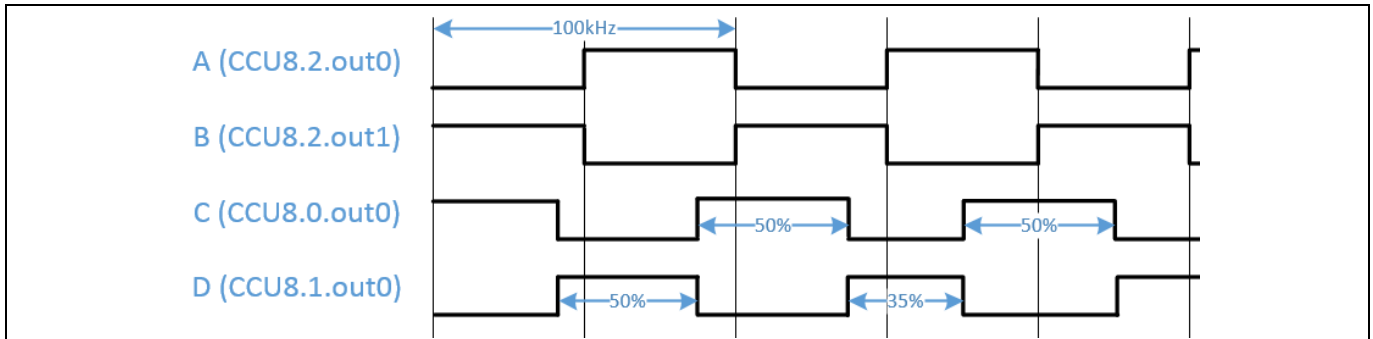 100kHz
A (CCU8.2.out0)
B (CCU8.2.out1)
C (CCU8.0.out0)
50%
50%
D (CCU8.1.out0)
50%
35%